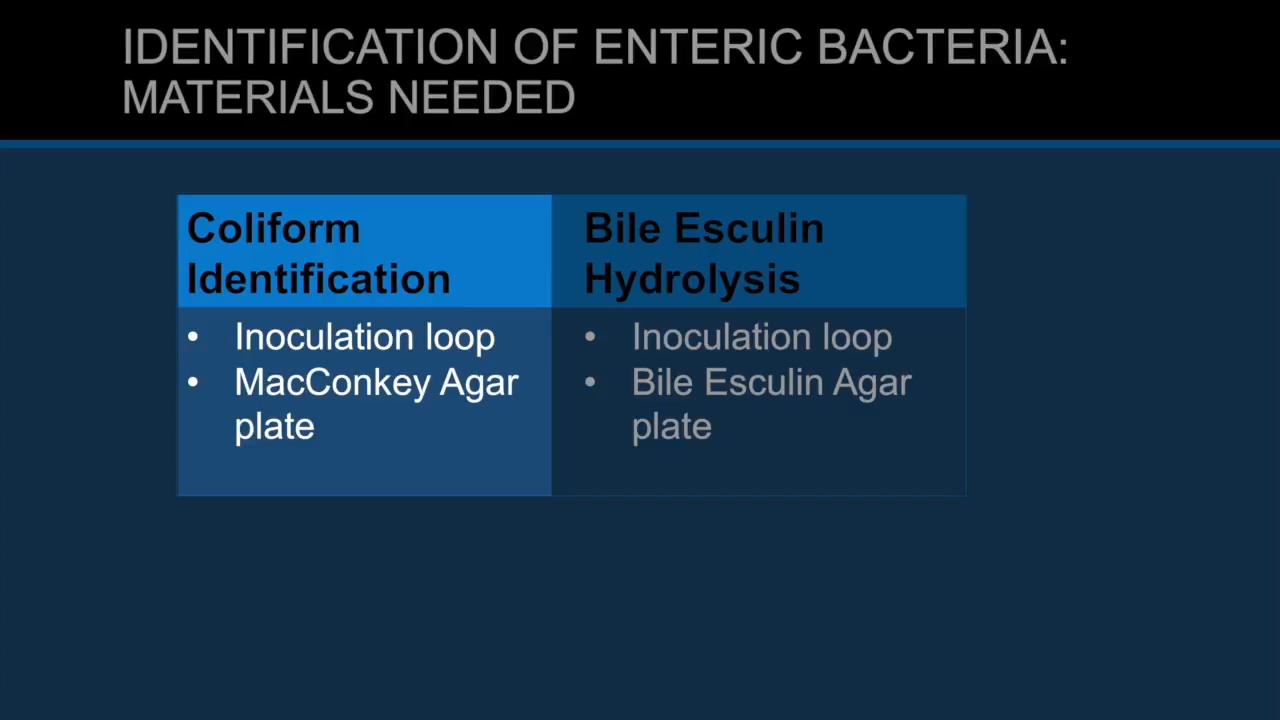 IDENTIFICATION OF ENTERIC BACTERIA:
MATERIALS NEEDED
Coliform
Identification
• Inoculation loop
• MacConkey Agar
plate
Bile Esculin
Hydrolysis
• Inoculation loop
• Bile Esculin Agar
plate